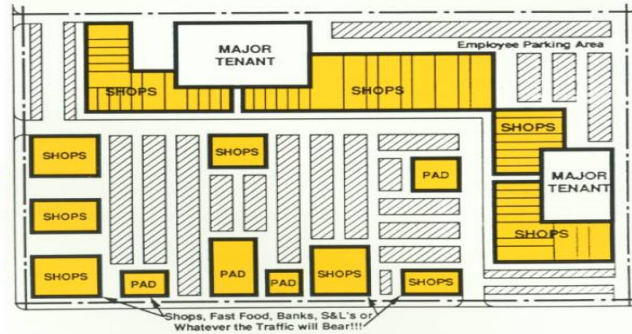 MAJOR
TENANT
Employee Parking Area
SHOPS
SHOPS
SHOPS
SHOPS
SHOPS
MAJOR
TENANT
PAD
SHOPS
SHOPS
SHOPS
PAD
PAD
PAD
SHOPS
SHOPS
Shops, Fast Food, Banks, S&L's or
Whatever the Traffic will Bear!!!